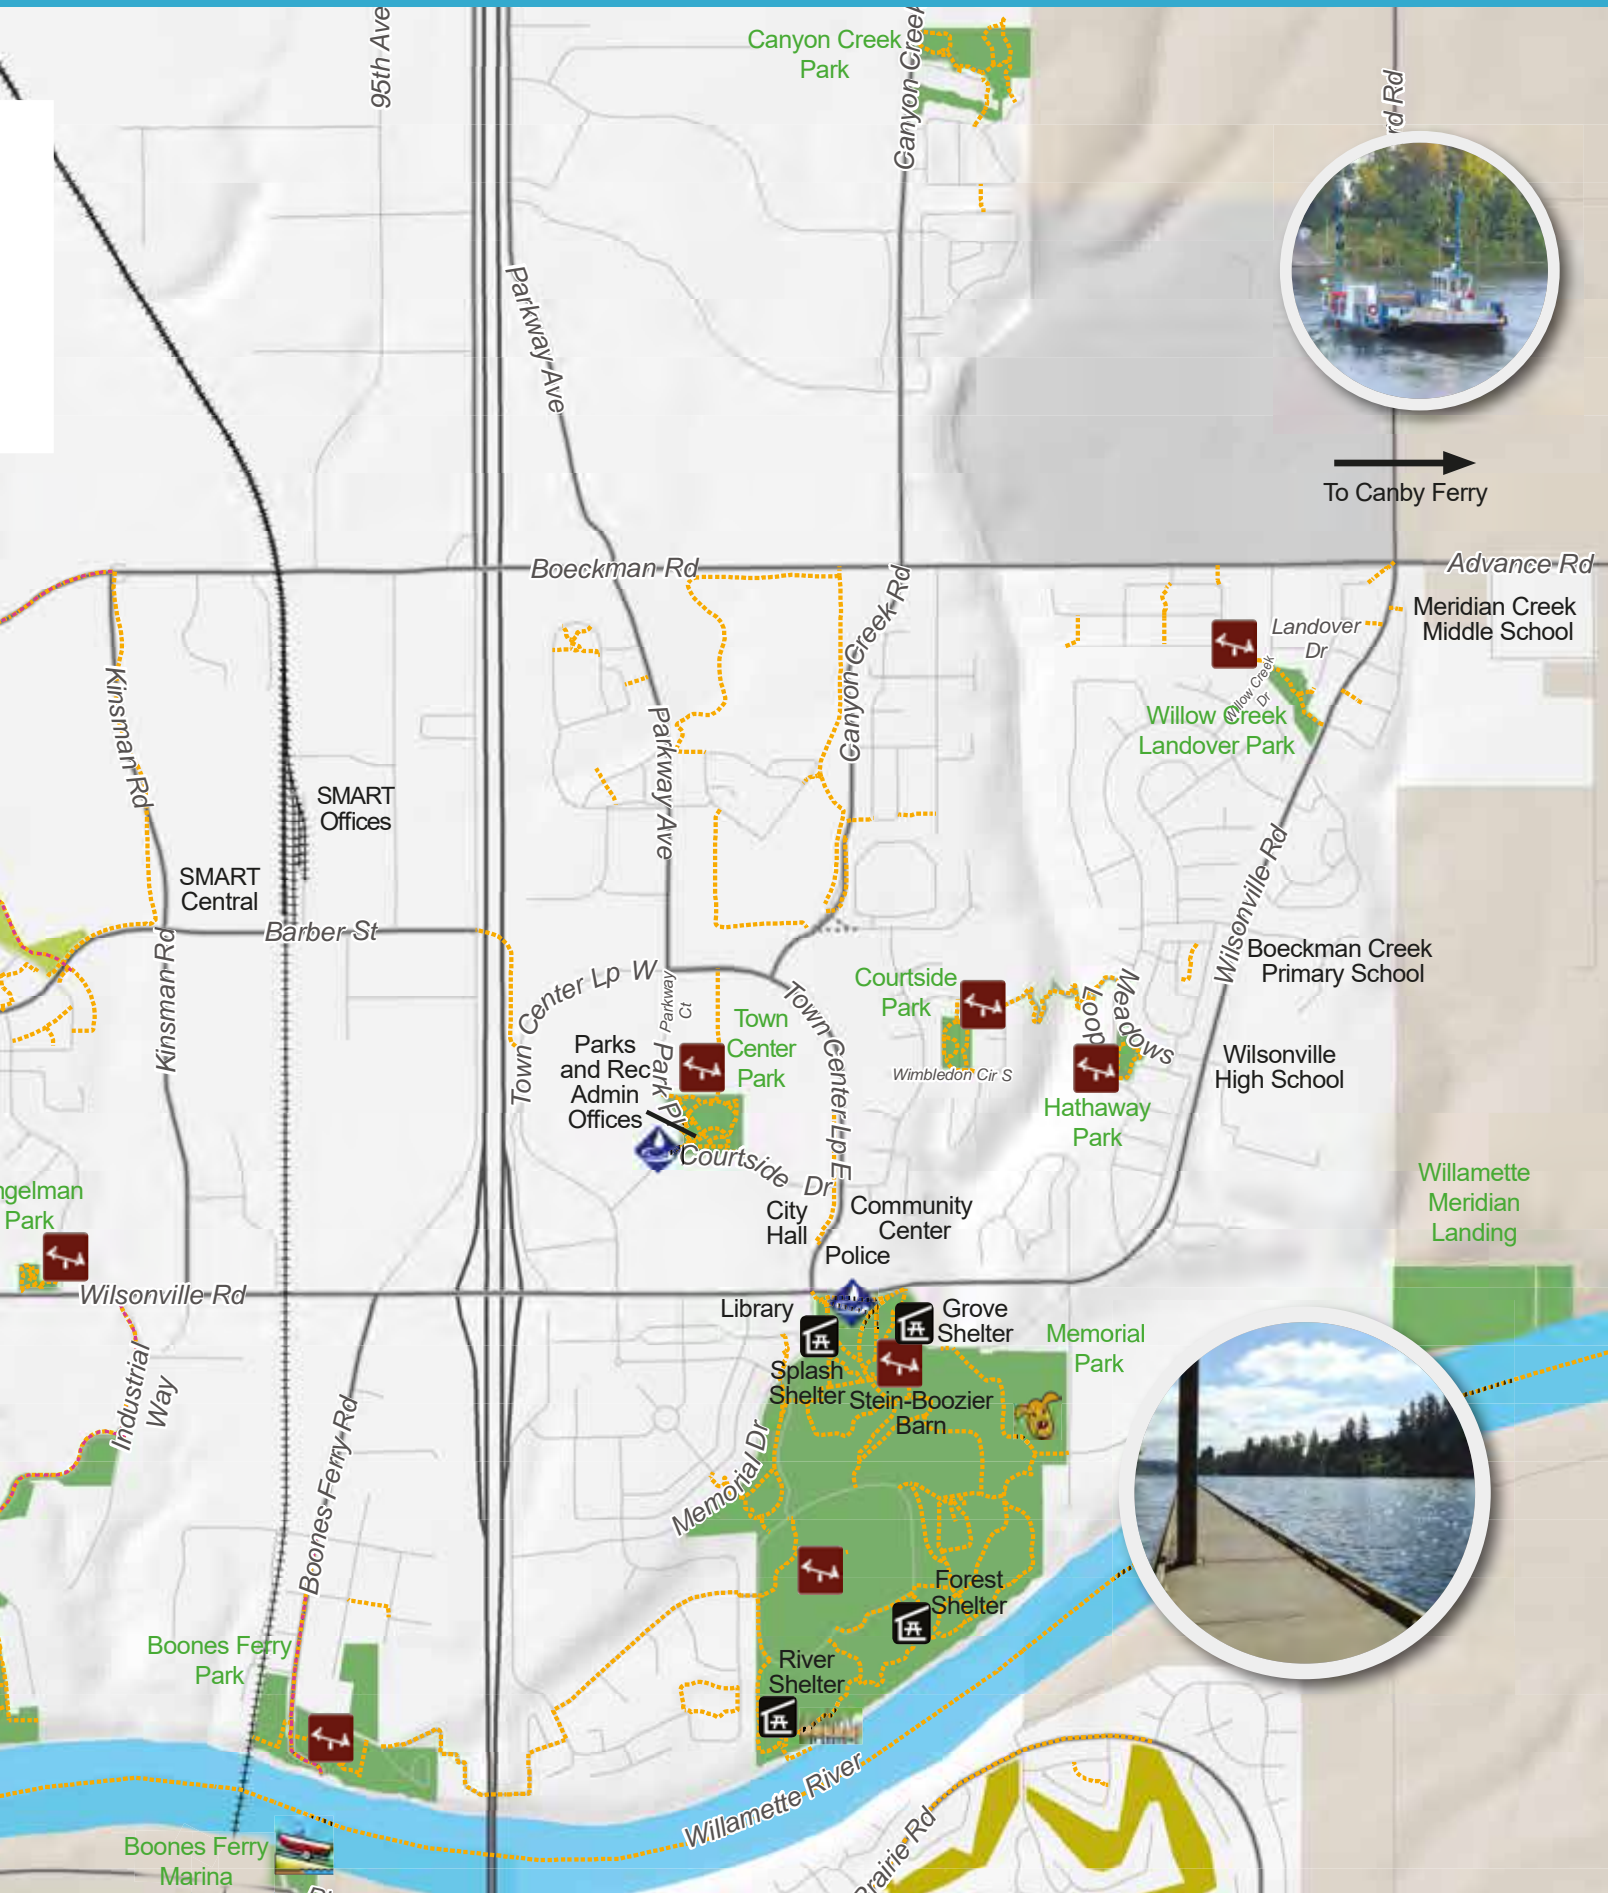 95th Ave
Canyon Creek
Park
Canyon Creek
rd Rd
Parkway Ave
To Canby Ferry
Boeckman Rd
Advance Rd
Canyon Creek Rd
Meridian Creek
Middle School
Landover
Dr
Willow Creek
Dr
Willow Creek
Landover Park
Kinsman Rd
Parkway Ave
SMART
Offices
SMART
Central
Barber St
Kinsman Rd
Wilsonville Rd
Boeckman Creek
Primary School
Town Center Lp W
Parkway
Ct
Town Center Lp E
Courtside
Park
Meadows
Loop
Town
Center
Park
Parks
and Rec
Admin
Offices
Park Pl
Wimbledon Cir S
Wilsonville
High School
Hathaway
Park
Courtside Dr
City
Hall
Community
Center
Police
Willamette
Meridian
Landing
ngelman
Park
Wilsonville Rd
Library
Grove
Shelter
Memorial
Park
Splash
Shelter
Stein-Boozier
Barn
Industrial
Way
Boones Ferry Rd
Memorial Dr
Forest
Shelter
River
Shelter
Boones Ferry
Park
Willamette River
Boones Ferry
Marina
Prairie Rd